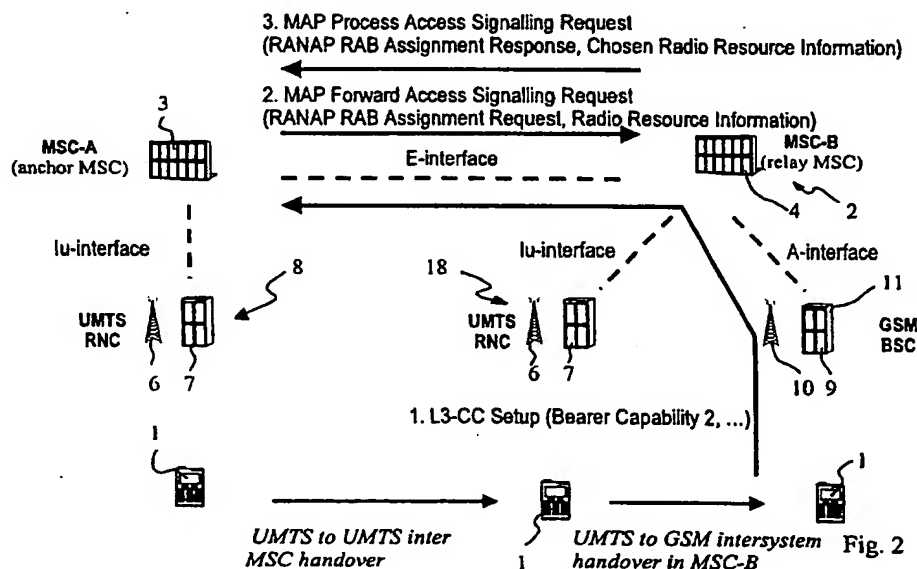 3. MAP Process Access Signalling Request
(RANAP RAB Assignment Response, Chosen Radio Resource Information)
2. MAP Forward Access Signalling Request
(RANAP RAB Assignment Request, Radio Resource Information)
3
MSC-A
(anchor MSC)
E-interface
MSC-B
(relay MSC)
4
2
Iu-interface
8
18
Iu-interface
A-interface
11
UMTS
RNC
UMTS
RNC
GSM
BSC
6
7
6
7
10
9
1. L3-CC Setup (Bearer Capability 2, ...)
1
1
1
UMTS to UMTS inter
MSC handover
UMTS to GSM intersystem
handover in MSC-B
Fig. 2